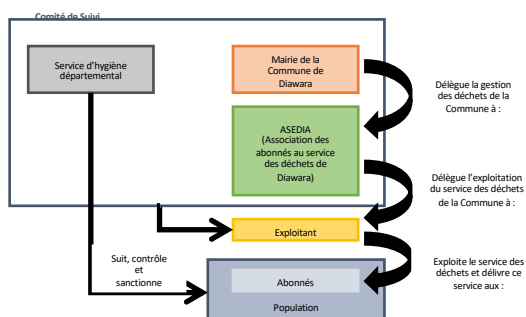 Comité de Suivi
Service d'hygiène
départemental
Mairie de la
Commune de
Diawara
Délègue la gestion
des déchets de la
Commune à :
ASEDIA
(Association des
abonnés au service
des déchets de
Diawara)
Délègue l'exploitation
du service des déchets
de la Commune à :
Exploitant
Suit, contrôle
et
sanctionne
Exploite le service des
déchets et délivre ce
service aux :
Abonnés
Population